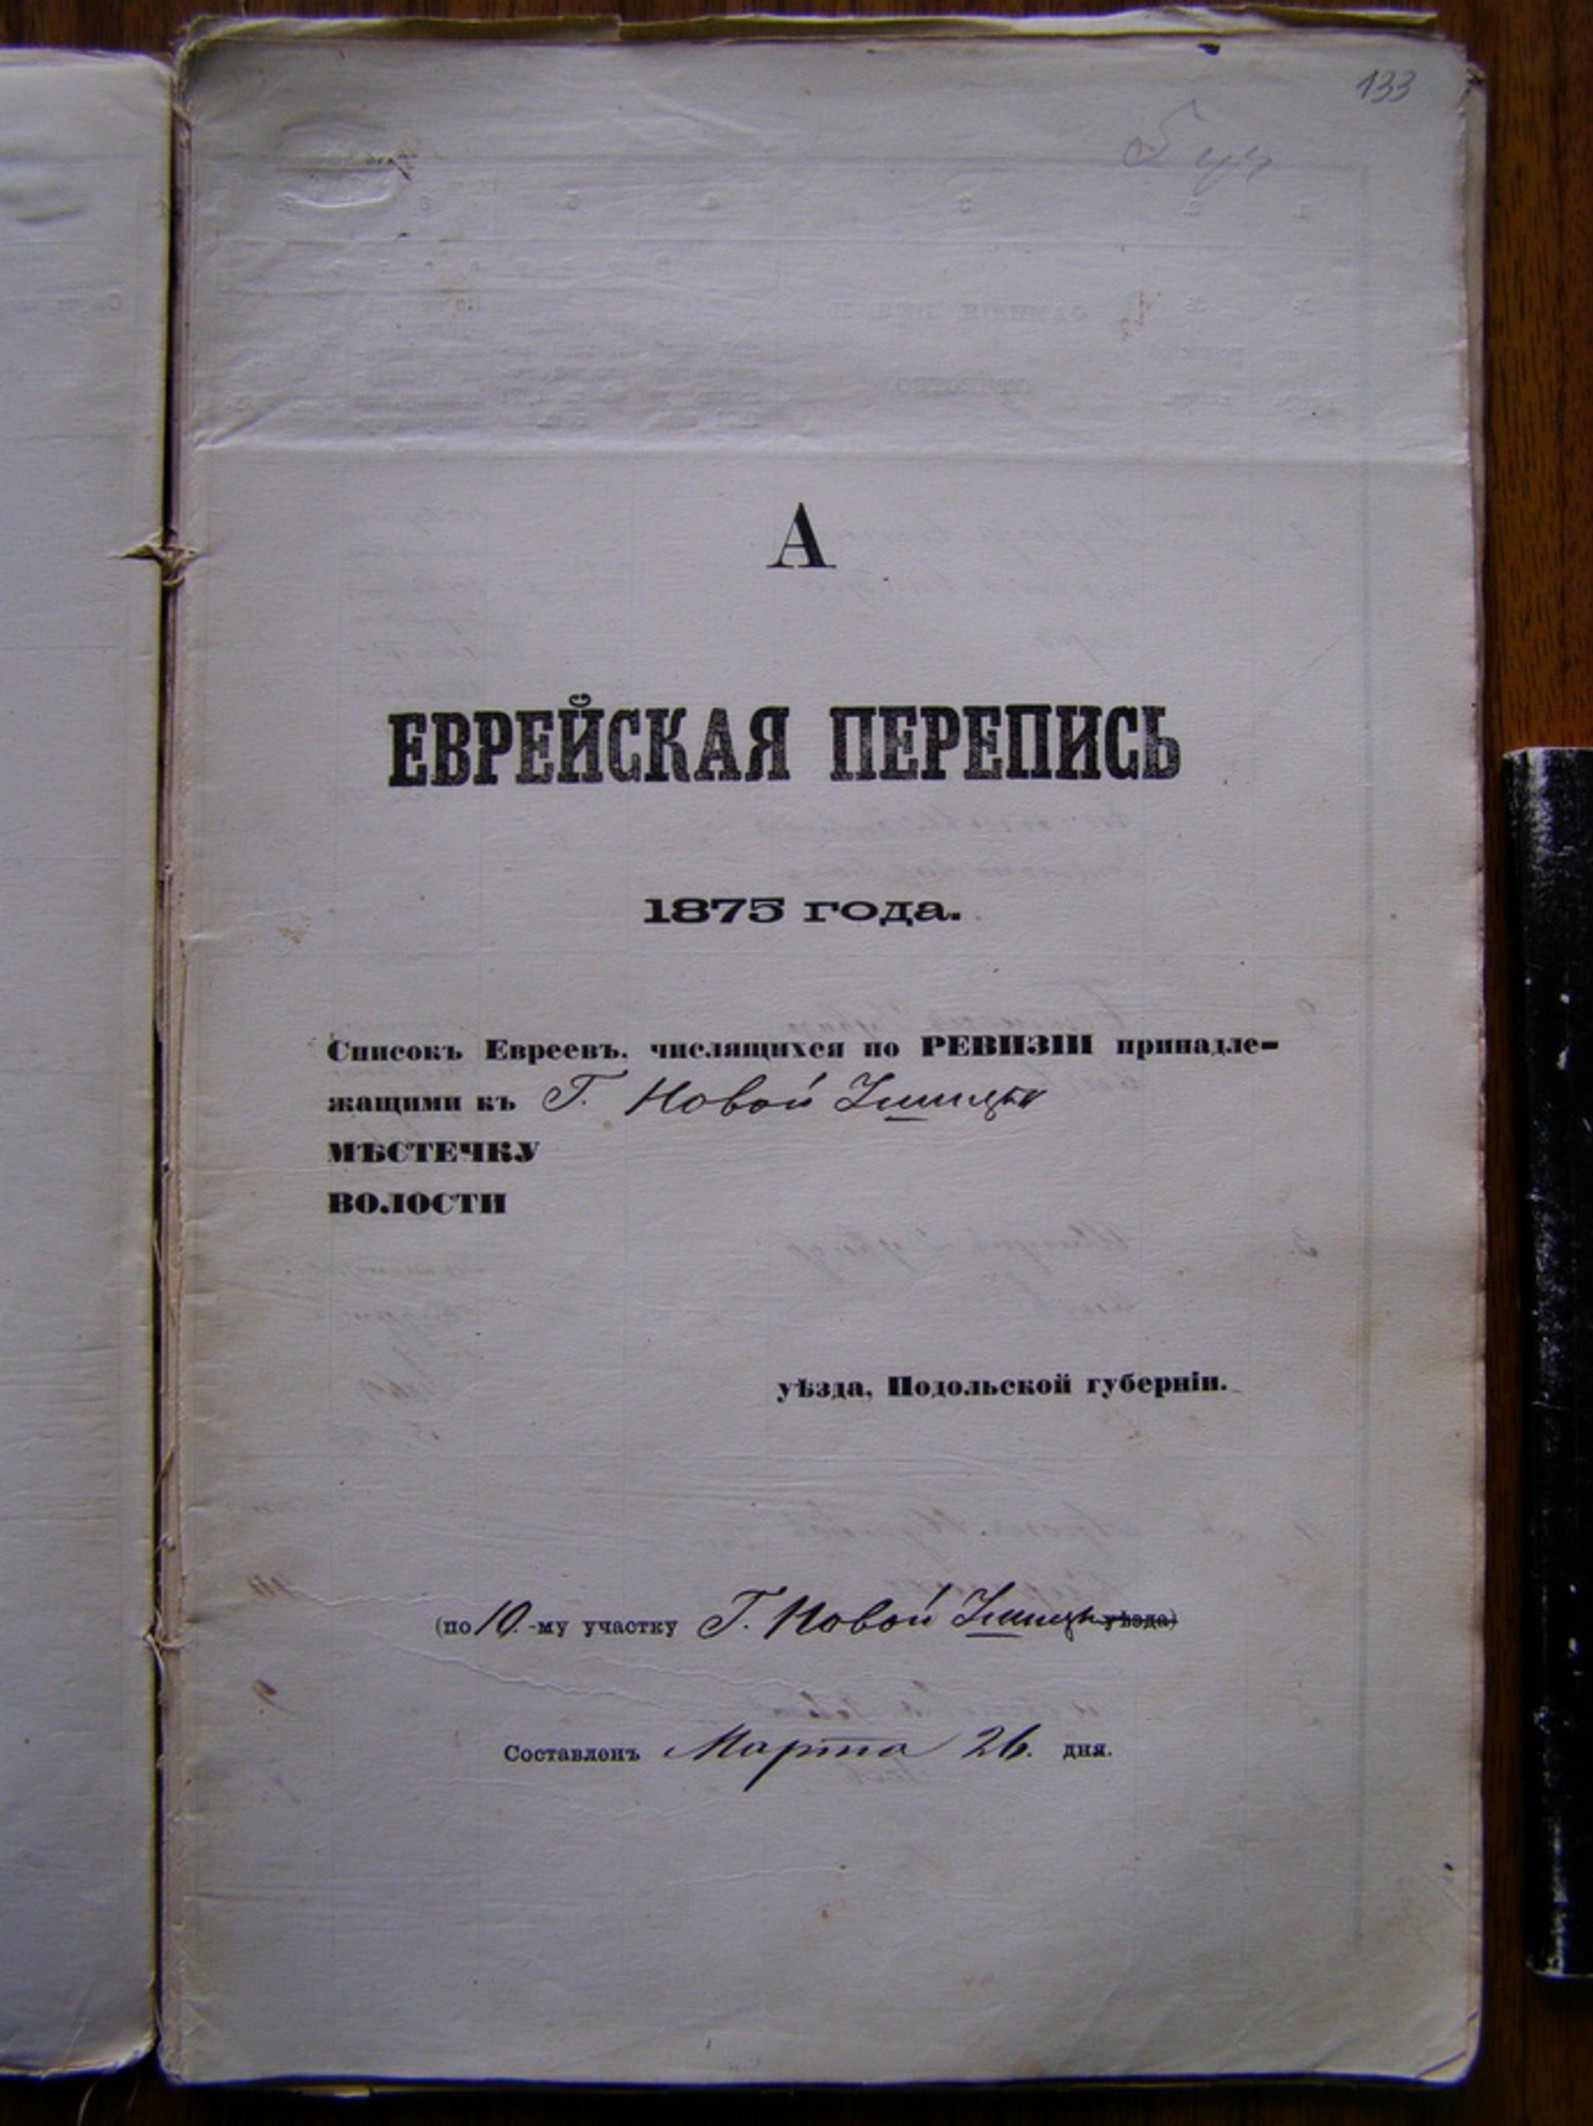 133
А
ЕВРЕЙСКАЯ ПЕРЕПИСЬ
1875 года.
Списокъ Евреевъ, числящихся по РЕВИЗІИ принадле-
жащими къ Г. Новой Ушицѣ
МѢСТЕЧКУ
ВОЛОСТИ
уѣзда, Подольской губерніи.
(по 10.-му участку Г. Новой Ушицы уѣзда)
Составленъ Марта 26. дня.